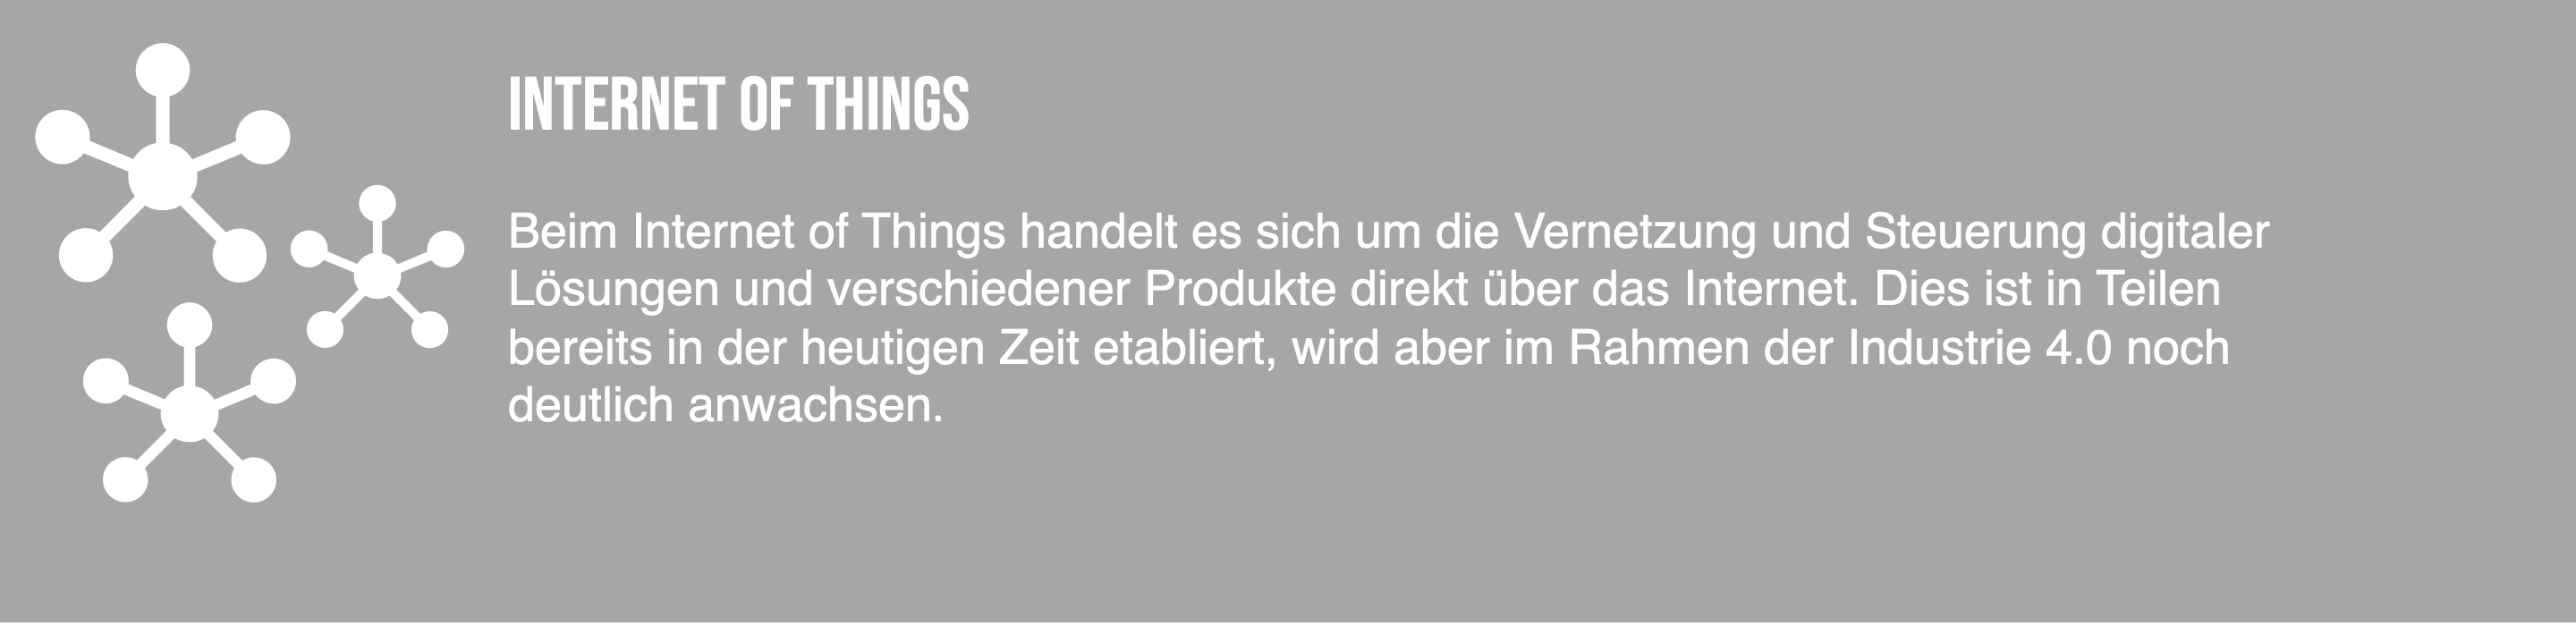 INTERNET OF THINGS
Beim Internet of Things handelt es sich um die Vernetzung und Steuerung digitaler
Lösungen und verschiedener Produkte direkt über das Internet. Dies ist in Teilen
bereits in der heutigen Zeit etabliert, wird aber im Rahmen der Industrie 4.0 noch
deutlich anwachsen.